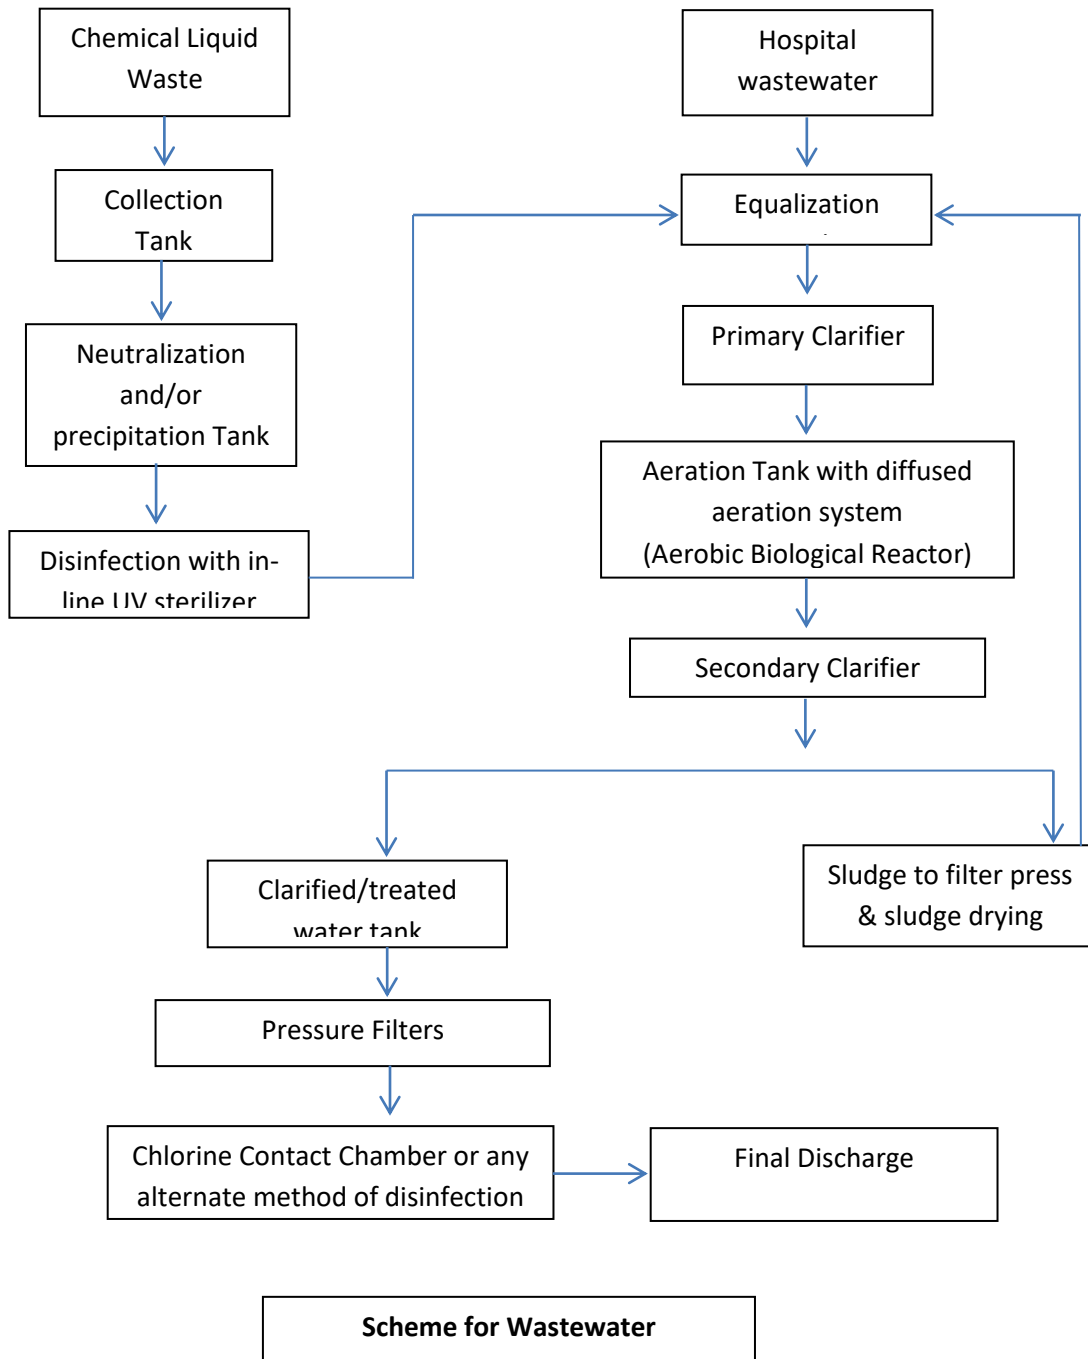 Chemical Liquid
Waste
Hospital
wastewater
Collection
Tank
Equalization
Neutralization
and/or
precipitation Tank
Primary Clarifier
Disinfection with in-
line UV sterilizer
Aeration Tank with diffused
aeration system
(Aerobic Biological Reactor)
Secondary Clarifier
Clarified/treated
water tank
Sludge to filter press
& sludge drying
Pressure Filters
Chlorine Contact Chamber or any
alternate method of disinfection
Final Discharge
Scheme for Wastewater